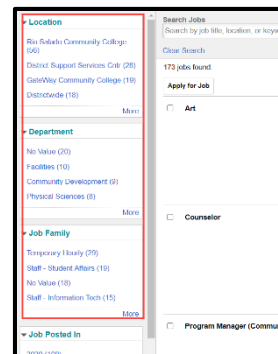 Location
Rio Salado Community College
(56)
District Support Services Cntr (28)
GateWay Community College (19)
Districtwide (18)
More
Department
No Value (20)
Facilities (10)
Community Development (9)
Physical Sciences (8)
More
Job Family
Temporary Hourly (29)
Staff - Student Affairs (19)
No Value (18)
Staff - Information Tech (15)
More
Job Posted In
Search Jobs
Search by job title, location, or keyw
Clear Search
173 jobs found.
Apply for Job
Art
Counselor
Program Manager (Commu